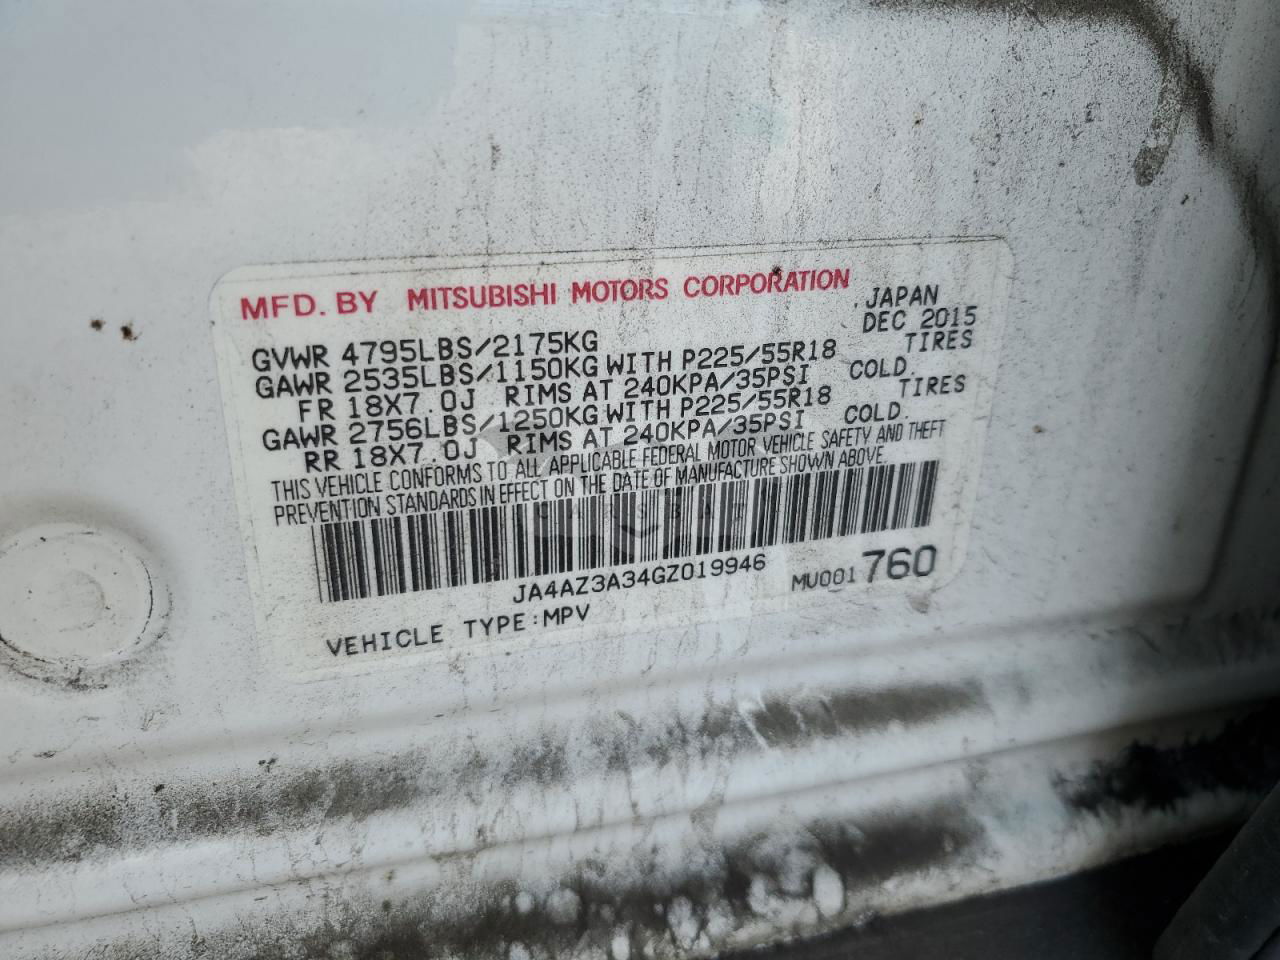 MFD. BY MITSUBISHI MOTORS CORPORATION
.JAPAN
GVWR 4795LBS/2175KG DEC 2015
GAWR 2535LBS/1150KG WITH P225/55R18 TIRES
FR 18X7.0J RIMS AT 240KPA/35PSI COLD.
GAWR 2756LBS/1250KG WITH P225/55R18 TIRES
RR 18X7.0J RIMS AT 240KPA/35PSI COLD.
THIS VEHICLE CONFORMS TO ALL APPLICABLE FEDERAL MOTOR VEHICLE SAFETY AND THEFT
PREVENTION STANDARDS IN EFFECT ON THE DATE OF MANUFACTURE SHOWN ABOVE
JA4AZ3A34GZ019946 MU001 760
VEHICLE TYPE:MPV